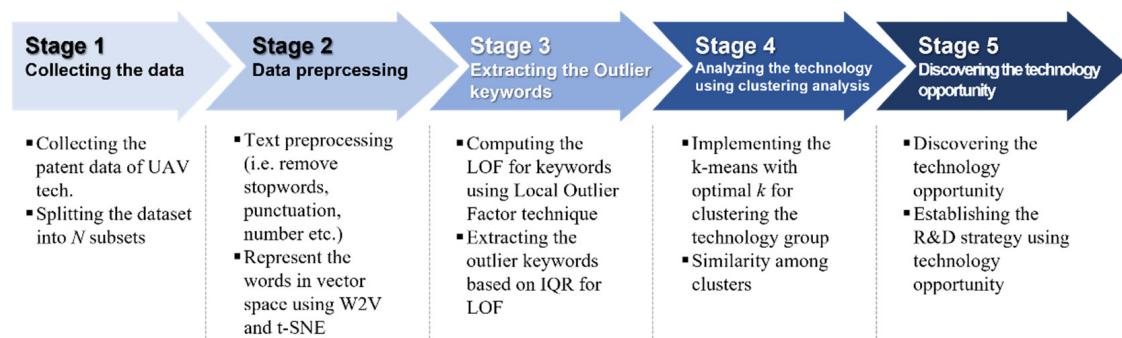 Stage 1
Collecting the data
Stage 2
Data preprcessing
Stage 3
Extracting the Outlier
keywords
Stage 4
Analyzing the technology
using clustering analysis
Stage 5
Discovering the technology
opportunity
▪ Collecting the
patent data of UAV
tech.
▪ Splitting the dataset
into N subsets
▪ Text preprocessing
(i.e. remove
stopwords,
punctuation,
number etc.)
▪ Represent the
words in vector
space using W2V
and t-SNE
▪ Computing the
LOF for keywords
using Local Outlier
Factor technique
▪ Extracting the
outlier keywords
based on IQR for
LOF
▪ Implementing the
k-means with
optimal k for
clustering the
technology group
▪ Similarity among
clusters
▪ Discovering the
technology
opportunity
▪ Establishing the
R&D strategy using
technology
opportunity